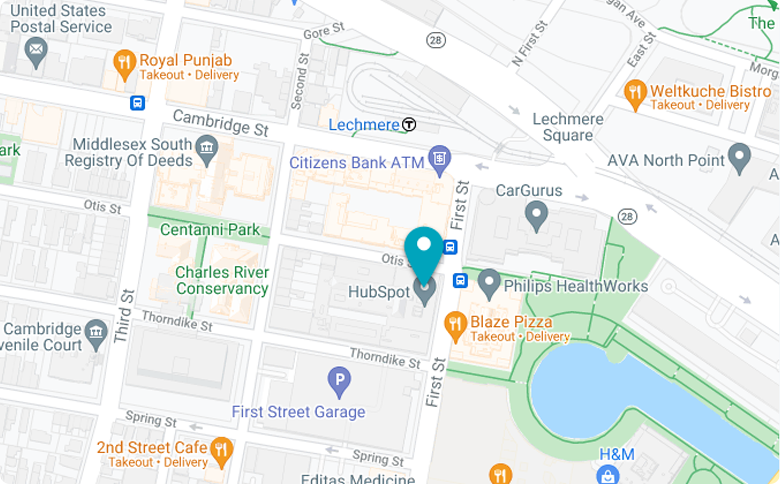 United States
Postal Service
Gore St
28
N First St
gan Ave
The
Royal Punjab
Takeout • Delivery
Second St
East St
Morg
Weltkuche Bistro
Takeout • Delivery
Cambridge St
Lechmere
T
Lechmere
Square
Middlesex South
Registry Of Deeds
ark
Citizens Bank ATM
AVA North Point
A
CarGurus
First St
Otis St
28
Centanni Park
A
Otis S
Charles River
Conservancy
HubSpot
Philips HealthWorks
Third St
Thorndike St
Blaze Pizza
Takeout • Delivery
Cambridge
venile Court
Thorndike St
First St
P
First Street Garage
Spring St
2nd Street Cafe
Takeout • Delivery
Spring St
H&M
Editas Medicine